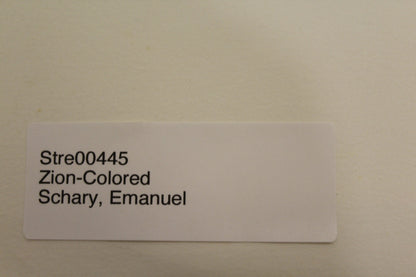 Stre00445
Zion-Colored
Schary, Emanuel